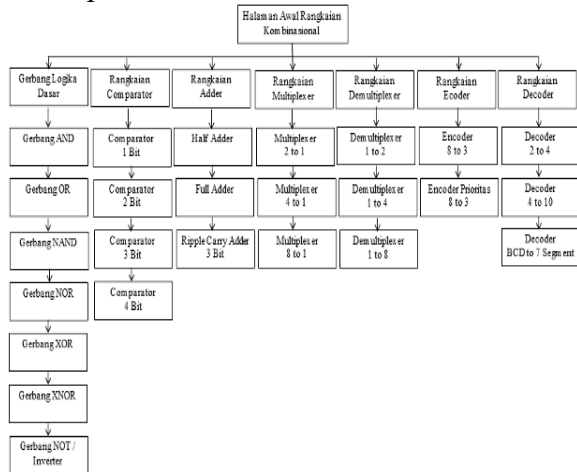 Halaman Awal Rangkaian
Kombinasional
Gerbang Logika
Dasar
Rangkaian
Comparator
Rangkaian
Adder
Rangkaian
Multiplexer
Rangkaian
Demultiplexer
Rangkaian
Ecoder
Rangkaian
Decoder
Gerbang AND
Comparator
1 Bit
Half Adder
Multiplexer
2 to 1
Demultiplexer
1 to 2
Encoder
8 to 3
Decoder
2 to 4
Gerbang OR
Comparator
2 Bit
Full Adder
Multiplexer
4 to 1
Demultiplexer
1 to 4
Encoder Prioritas
8 to 3
Decoder
4 to 10
Gerbang NAND
Comparator
3 Bit
Ripple Carry Adder
3 Bit
Multiplexer
8 to 1
Demultiplexer
1 to 8
Decoder
BCD to 7 Segment
Gerbang NOR
Comparator
4 Bit
Gerbang XOR
Gerbang XNOR
Gerbang NOT /
Inverter